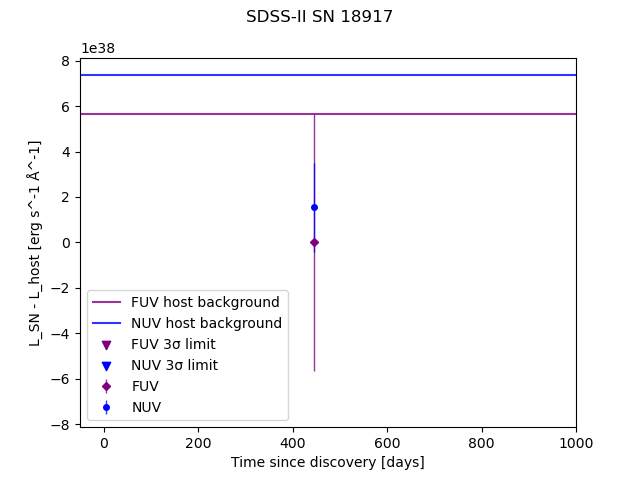 SDSS-II SN 18917
1e38
8
6
4
2
0
−2
−4
−6
−8
L_SN - L_host [erg s^-1 Å^-1]
FUV host background
NUV host background
FUV 3σ limit
NUV 3σ limit
FUV
NUV
0 200 400 600 800 1000
Time since discovery [days]